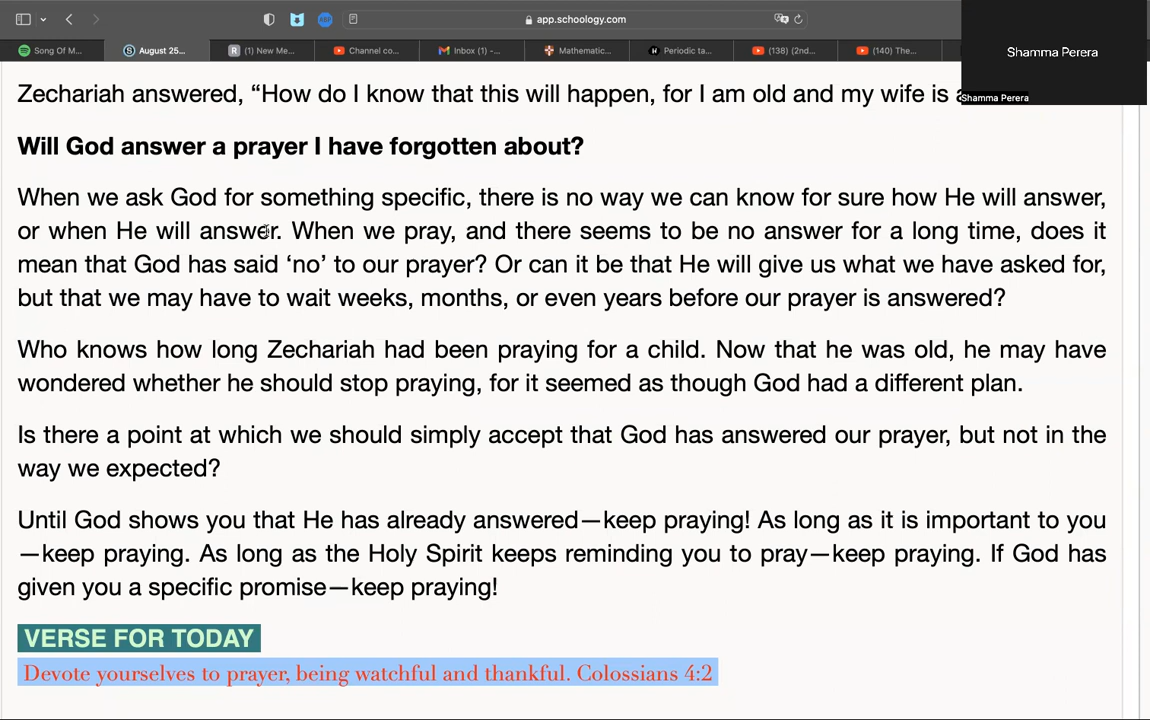 app.schoology.com
Song Of M...
August 25...
(1) New Me...
Channel co...
Inbox (1) -...
Mathematic...
Periodic ta...
(138) (2nd...
(140) The...
Shamma Perera
Shamma Perera
Zechariah answered, “How do I know that this will happen, for I am old and my wife is
Will God answer a prayer I have forgotten about?
When we ask God for something specific, there is no way we can know for sure how He will answer,
or when He will answer. When we pray, and there seems to be no answer for a long time, does it
mean that God has said ‘no’ to our prayer? Or can it be that He will give us what we have asked for,
but that we may have to wait weeks, months, or even years before our prayer is answered?
Who knows how long Zechariah had been praying for a child. Now that he was old, he may have
wondered whether he should stop praying, for it seemed as though God had a different plan.
Is there a point at which we should simply accept that God has answered our prayer, but not in the
way we expected?
Until God shows you that He has already answered—keep praying! As long as it is important to you
—keep praying. As long as the Holy Spirit keeps reminding you to pray—keep praying. If God has
given you a specific promise—keep praying!
VERSE FOR TODAY
Devote yourselves to prayer, being watchful and thankful. Colossians 4:2